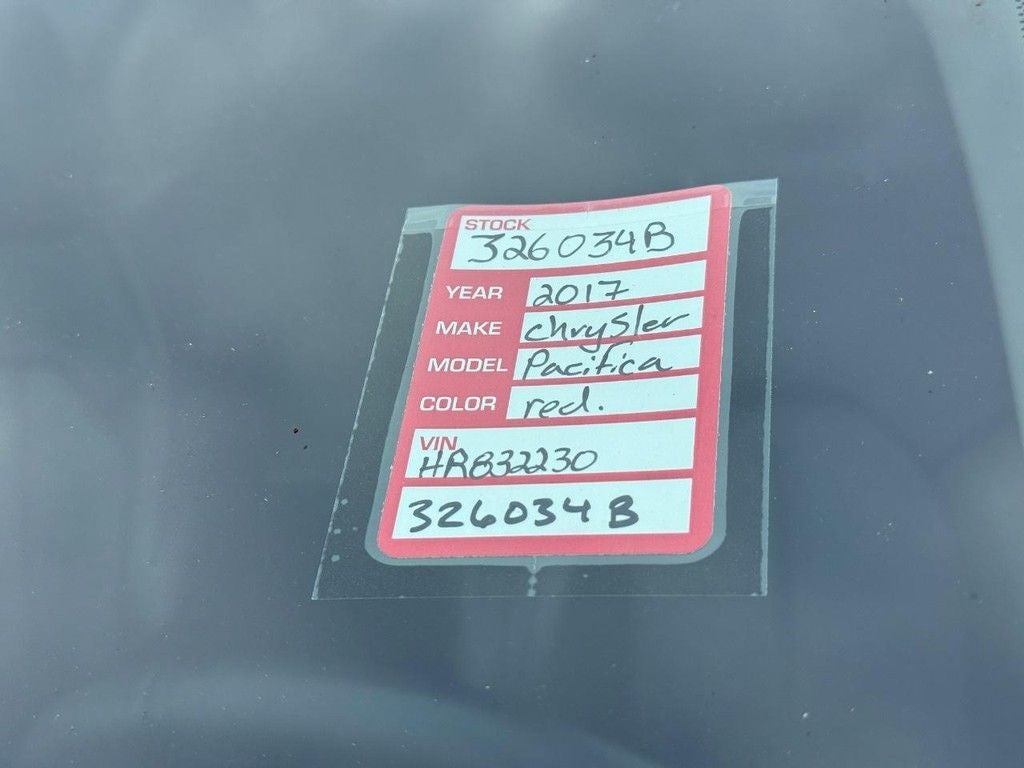 STOCK
326034B
YEAR 2017
MAKE chrysler
MODEL Pacifica
COLOR red.
VIN
HR832230
326034B